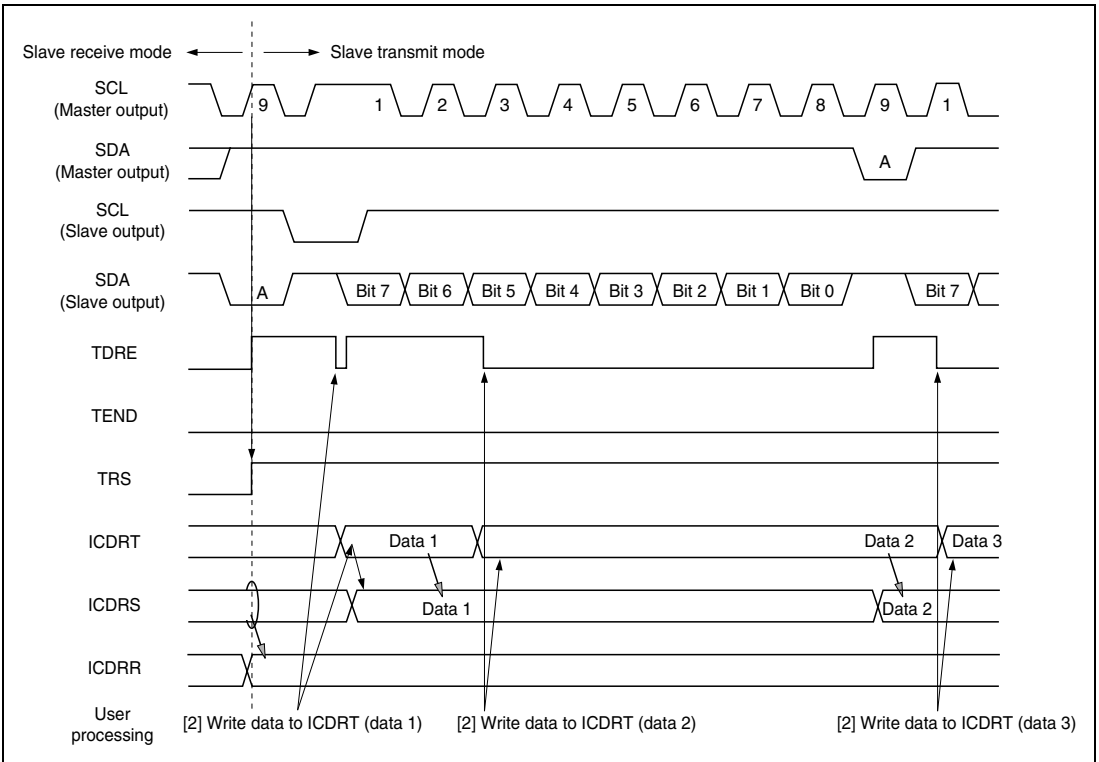 Slave receive mode Slave transmit mode
SCL
(Master output)
9 1 2 3 4 5 6 7 8 9 1
SDA
(Master output)
A
SCL
(Slave output)
SDA
(Slave output)
A Bit 7 Bit 6 Bit 5 Bit 4 Bit 3 Bit 2 Bit 1 Bit 0 Bit 7
TDRE
TEND
TRS
ICDRT
Data 1 Data 2 Data 3
ICDRS
Data 1 Data 2
ICDRR
User
processing
[2] Write data to ICDRT (data 1) [2] Write data to ICDRT (data 2) [2] Write data to ICDRT (data 3)